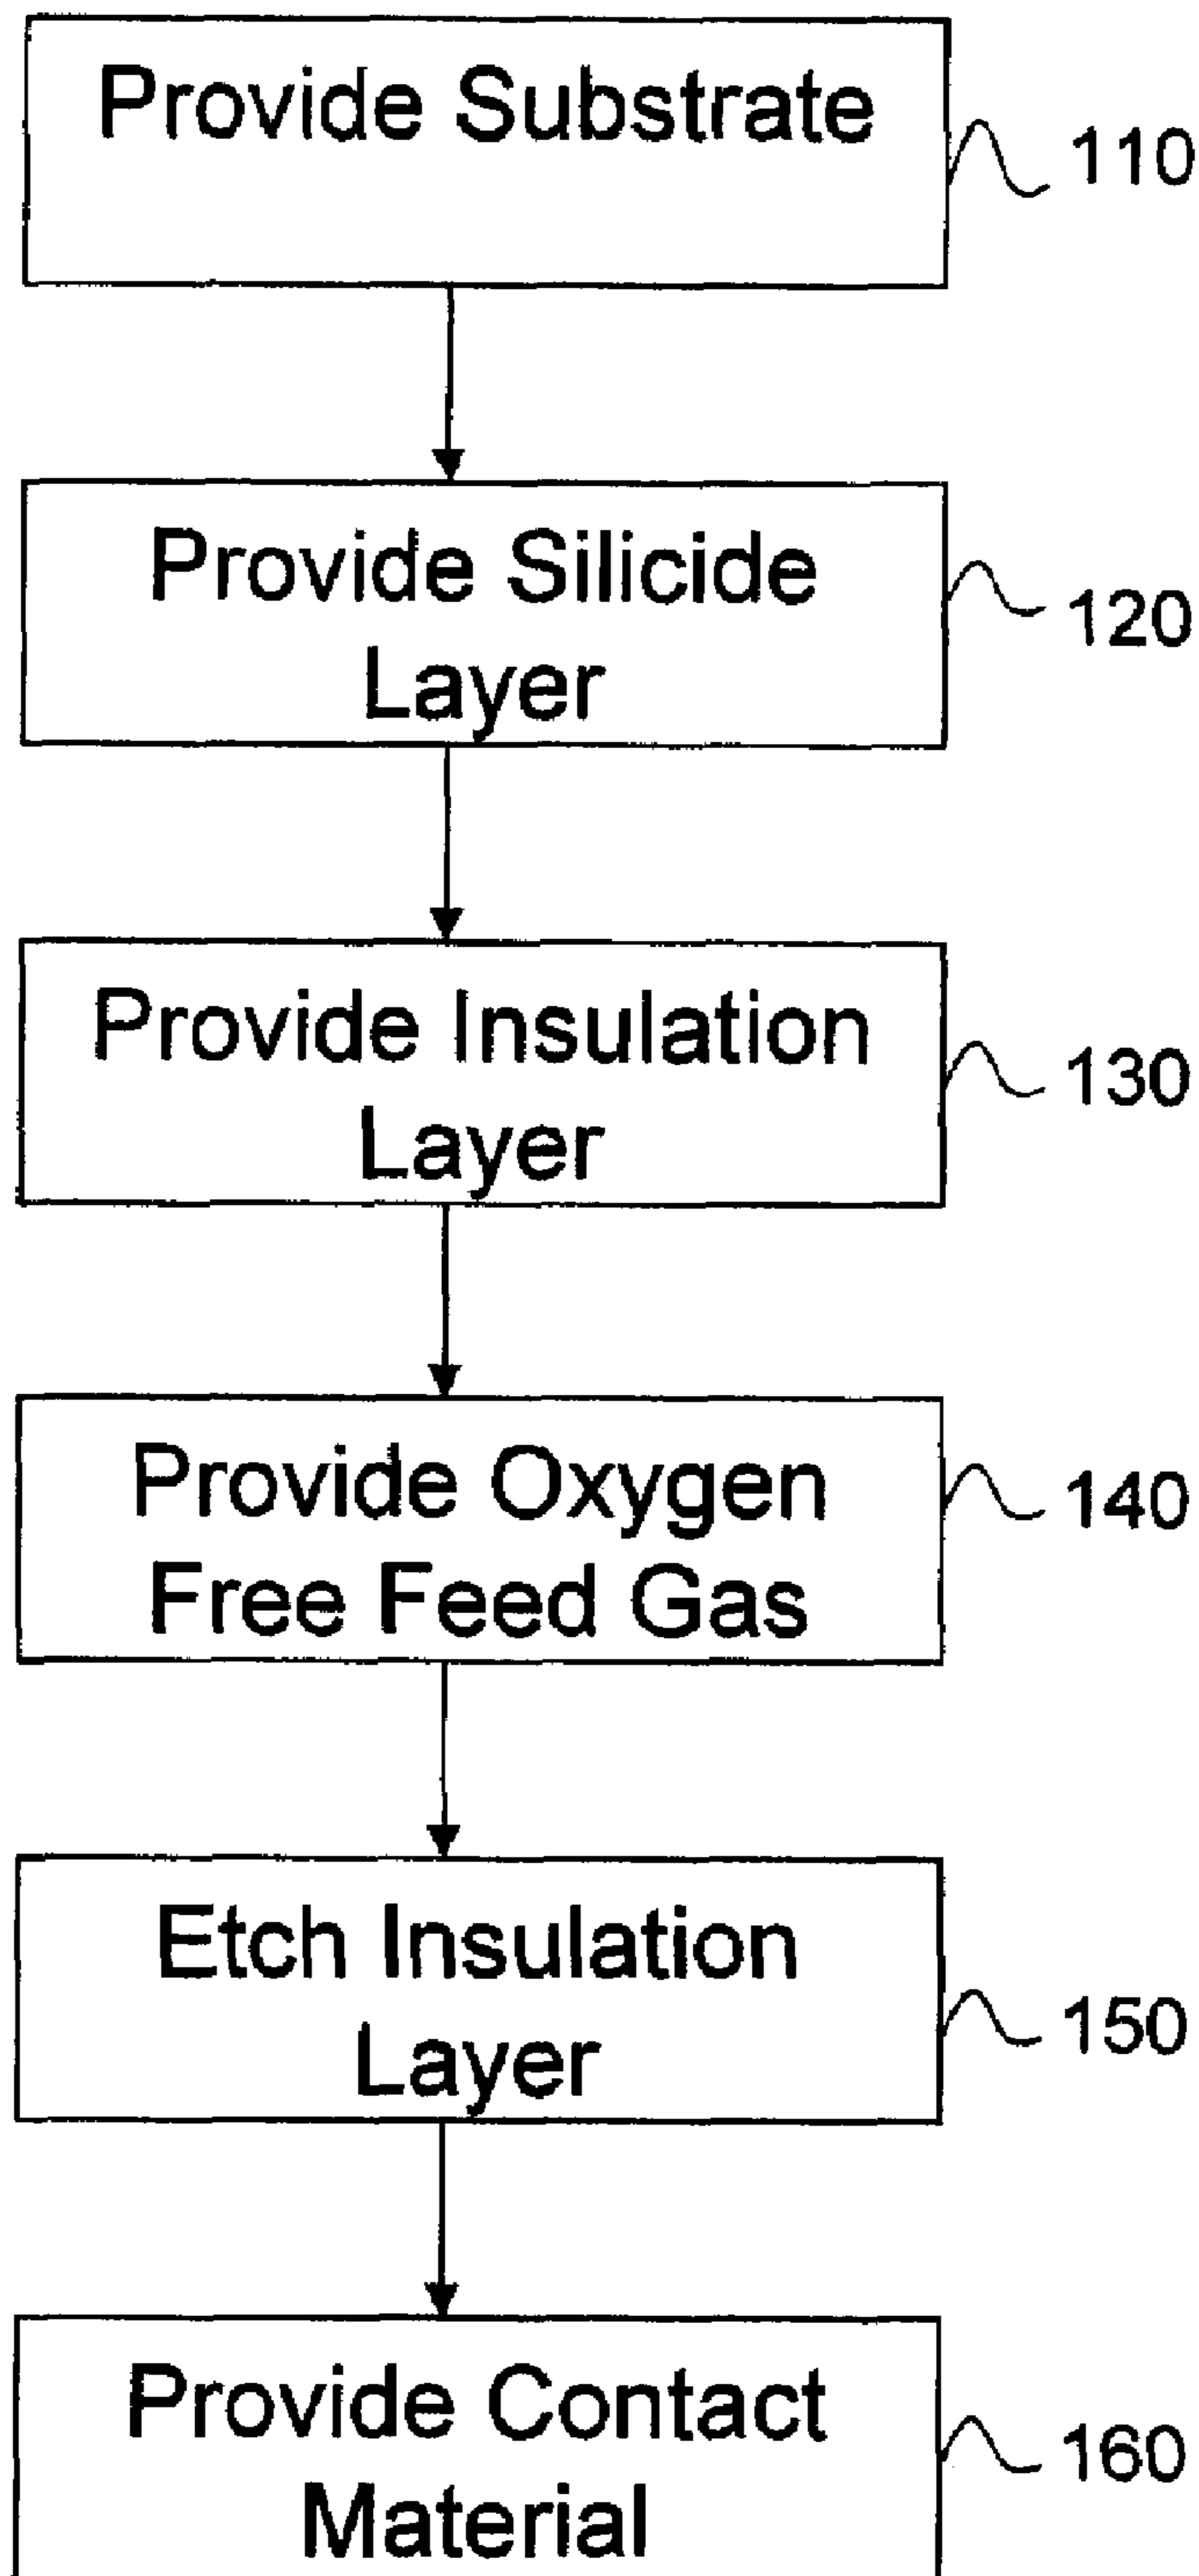 Provide Substrate
110
Provide Silicide
Layer
120
Provide Insulation
Layer
130
Provide Oxygen
Free Feed Gas
140
Etch Insulation
Layer
150
Provide Contact
Material
160